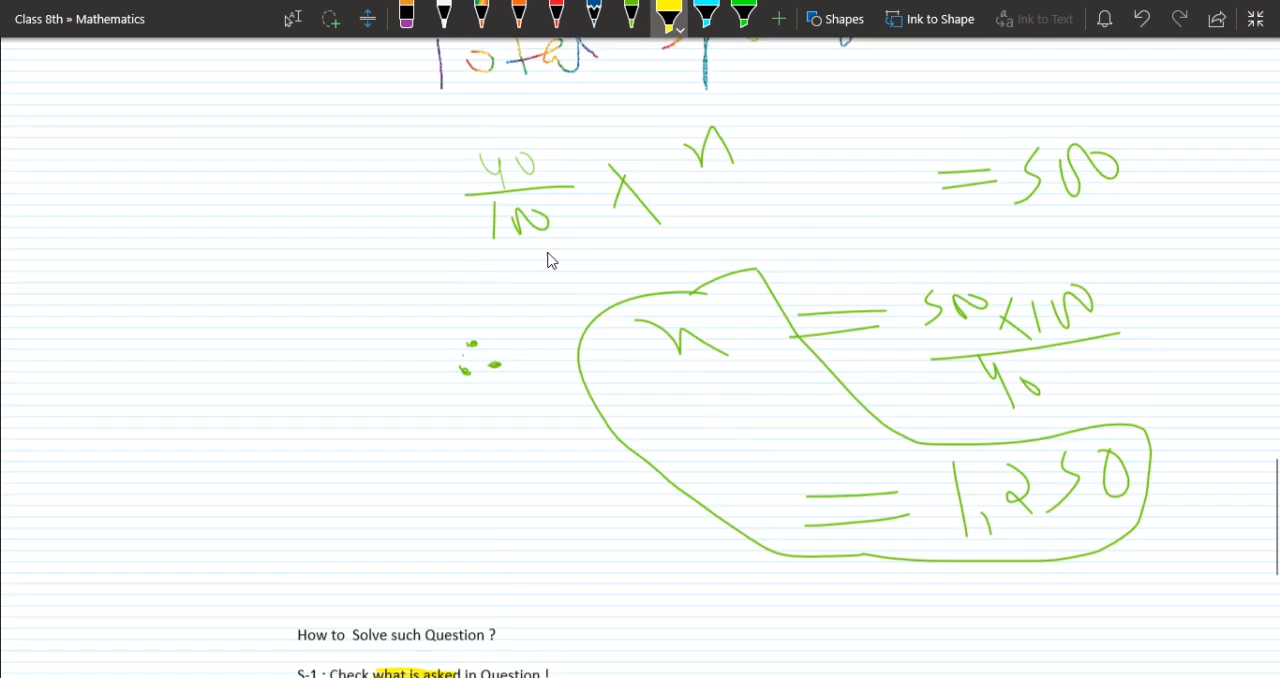 Class 8th » Mathematics
Shapes
Ink to Shape
Ink to Text
Total
40/100 × n = 500
∴ n = 500×100/40
= 1,250
How to Solve such Question ?
S-1 : Check what is asked in Question !